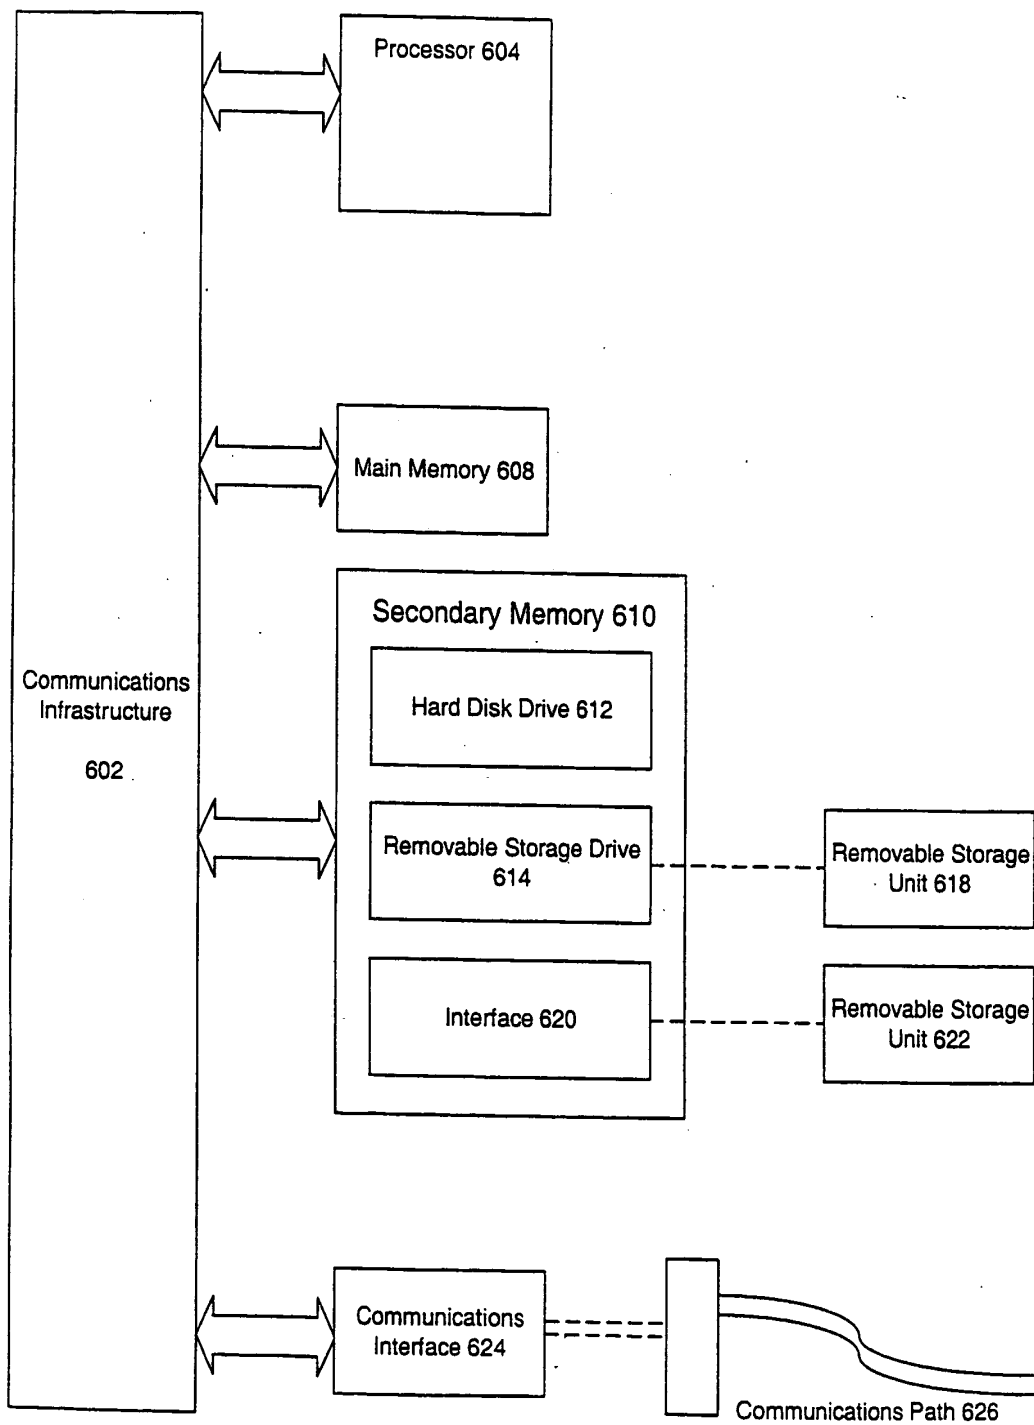 Processor 604
Main Memory 608
Secondary Memory 610
Hard Disk Drive 612
Communications
Infrastructure
602
Removable Storage Drive
614
Removable Storage
Unit 618
Interface 620
Removable Storage
Unit 622
Communications
Interface 624
Communications Path 626